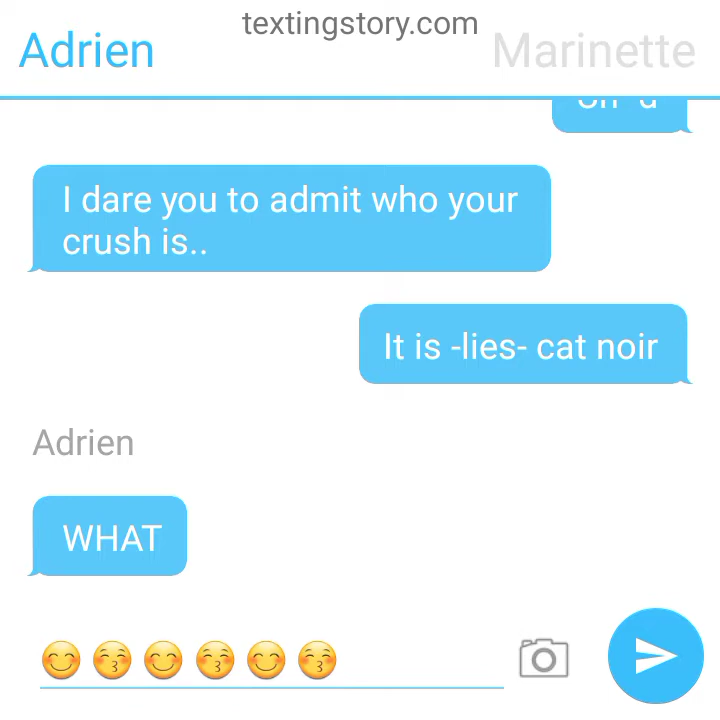 textingstory.com
Adrien
Marinette
I dare you to admit who your
crush is..
It is -lies- cat noir
Adrien
WHAT
😊😚😊😚😊😚